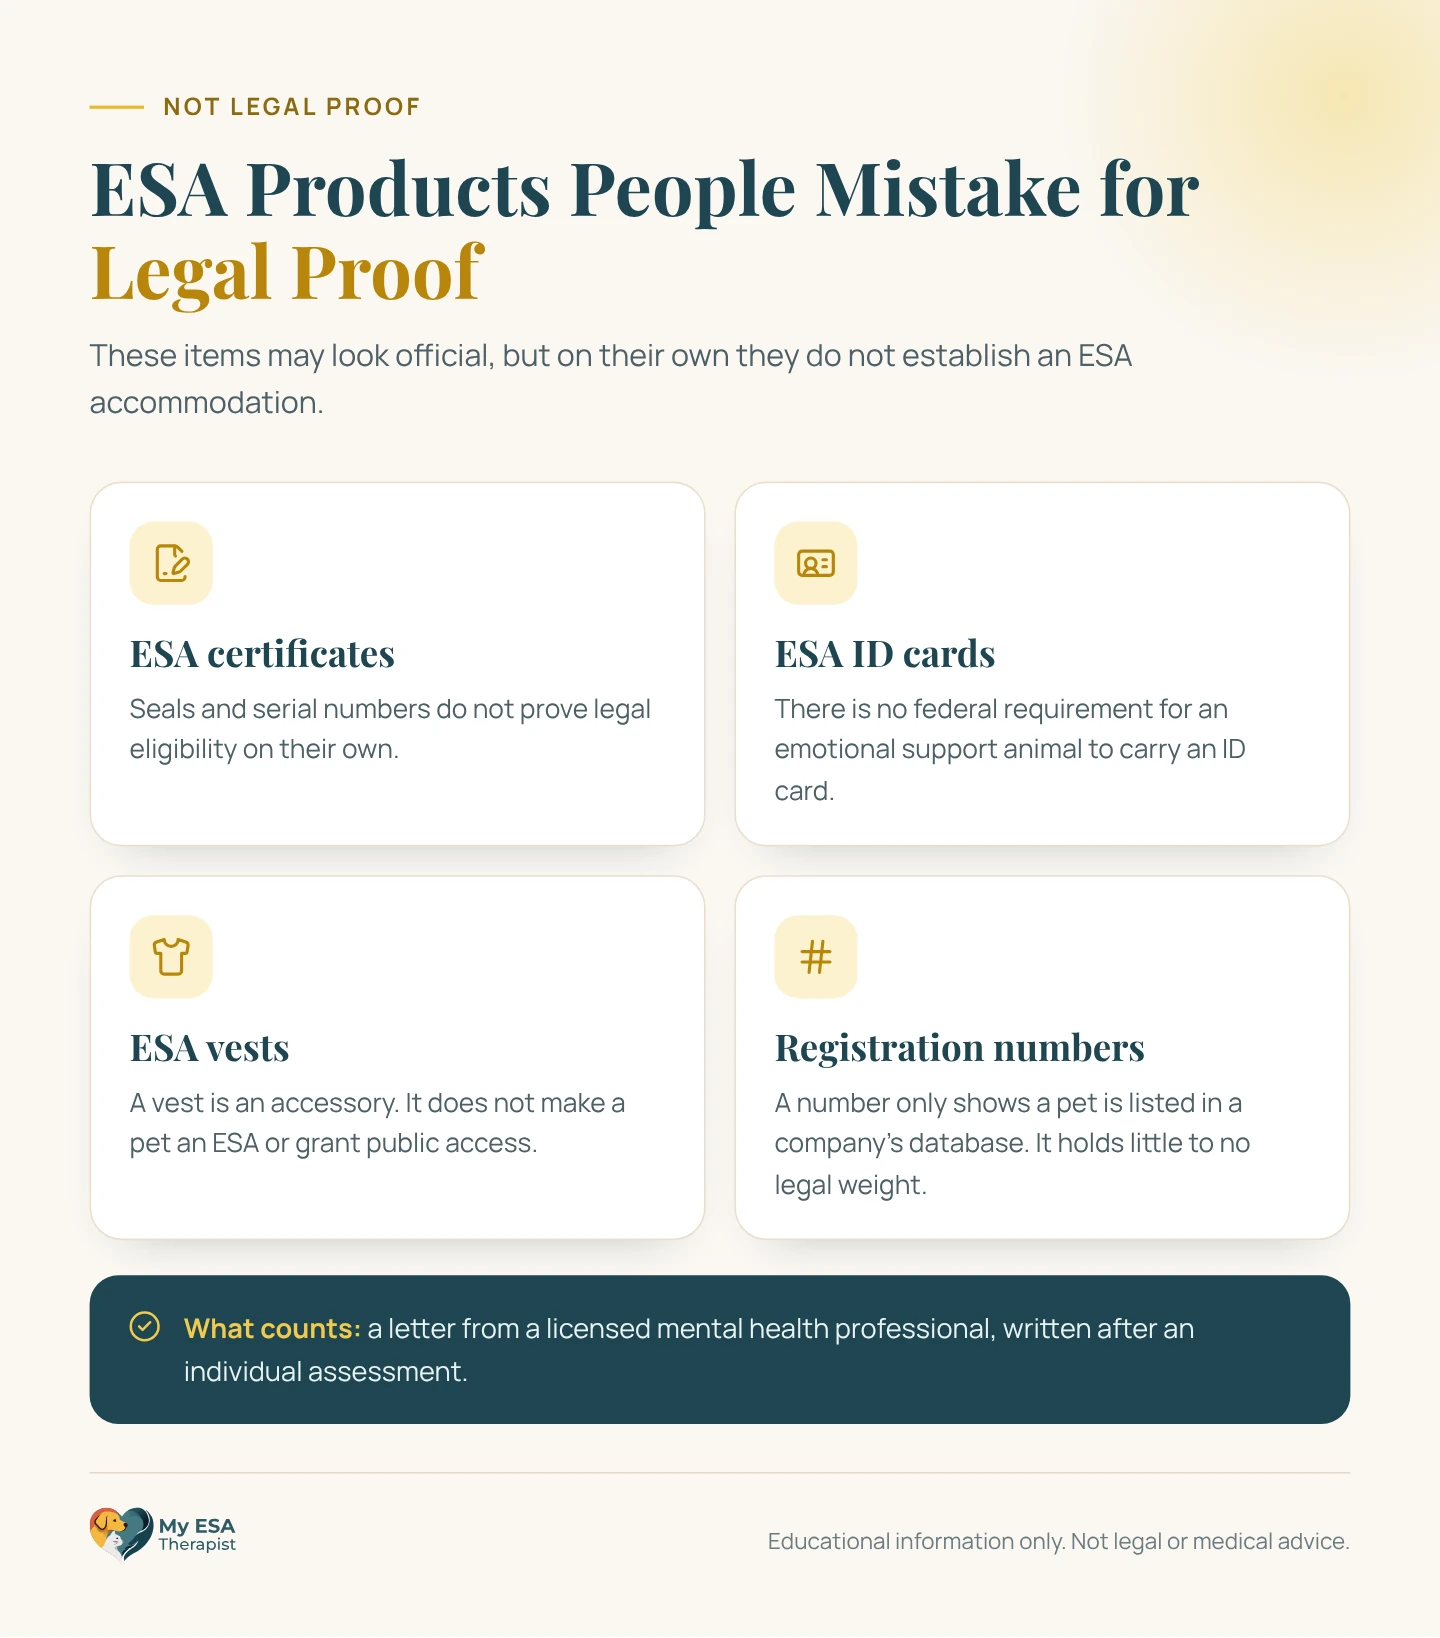 NOT LEGAL PROOF
ESA Products People Mistake for
Legal Proof
These items may look official, but on their own they do not establish an ESA
accommodation.
ESA certificates
Seals and serial numbers do not prove legal
eligibility on their own.
ESA ID cards
There is no federal requirement for an
emotional support animal to carry an ID
card.
ESA vests
A vest is an accessory. It does not make a
pet an ESA or grant public access.
Registration numbers
A number only shows a pet is listed in a
company’s database. It holds little to no
legal weight.
What counts: a letter from a licensed mental health professional, written after an
individual assessment.
My ESA
Therapist
Educational information only. Not legal or medical advice.